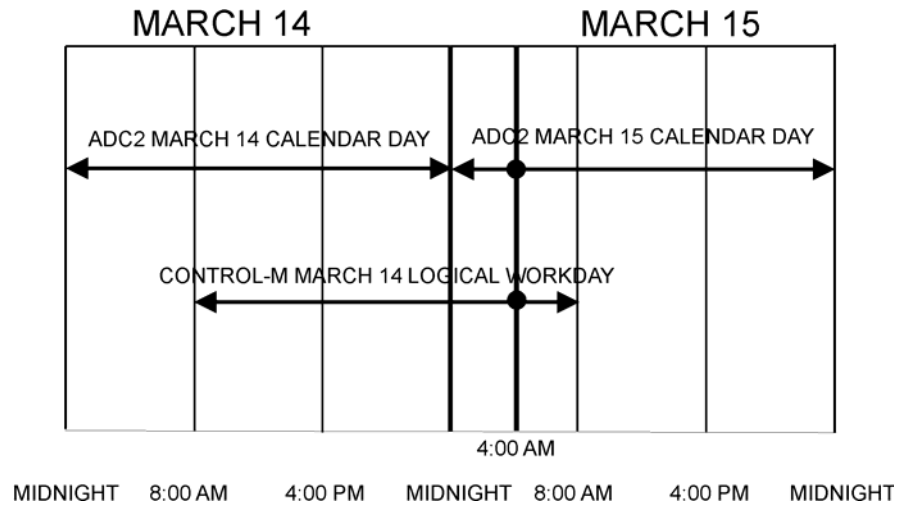 MARCH 14 MARCH 15
ADC2 MARCH 14 CALENDAR DAY ADC2 MARCH 15 CALENDAR DAY
CONTROL-M MARCH 14 LOGICAL WORKDAY
4:00 AM
MIDNIGHT 8:00 AM 4:00 PM MIDNIGHT 8:00 AM 4:00 PM MIDNIGHT